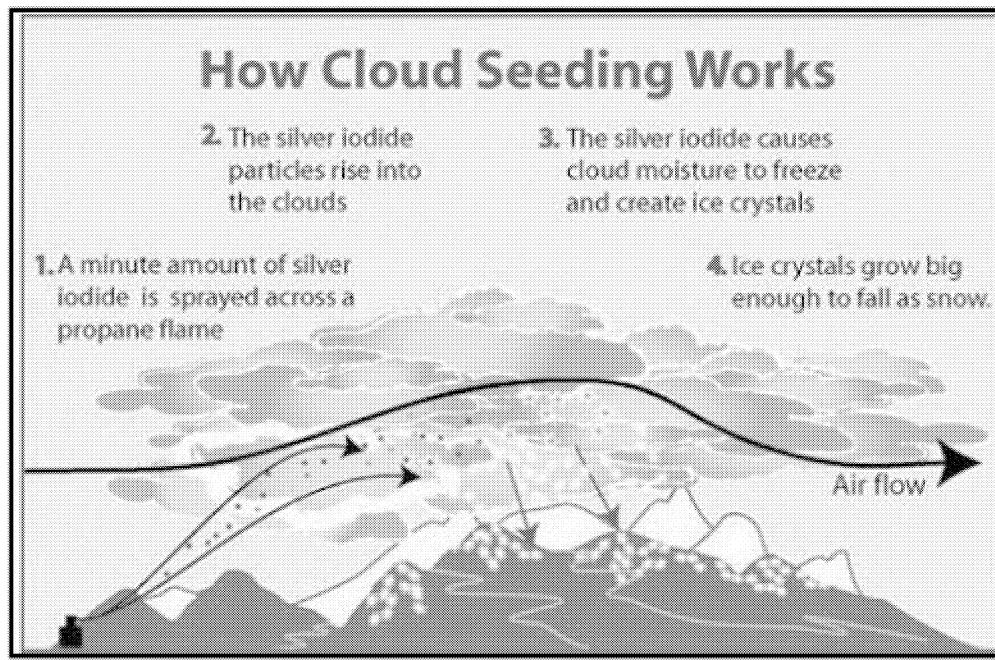 How Cloud Seeding Works
1. A minute amount of silver
iodide is sprayed across a
propane flame
2. The silver iodide
particles rise into
the clouds
3. The silver iodide causes
cloud moisture to freeze
and create ice crystals
4. Ice crystals grow big
enough to fall as snow.
Air flow